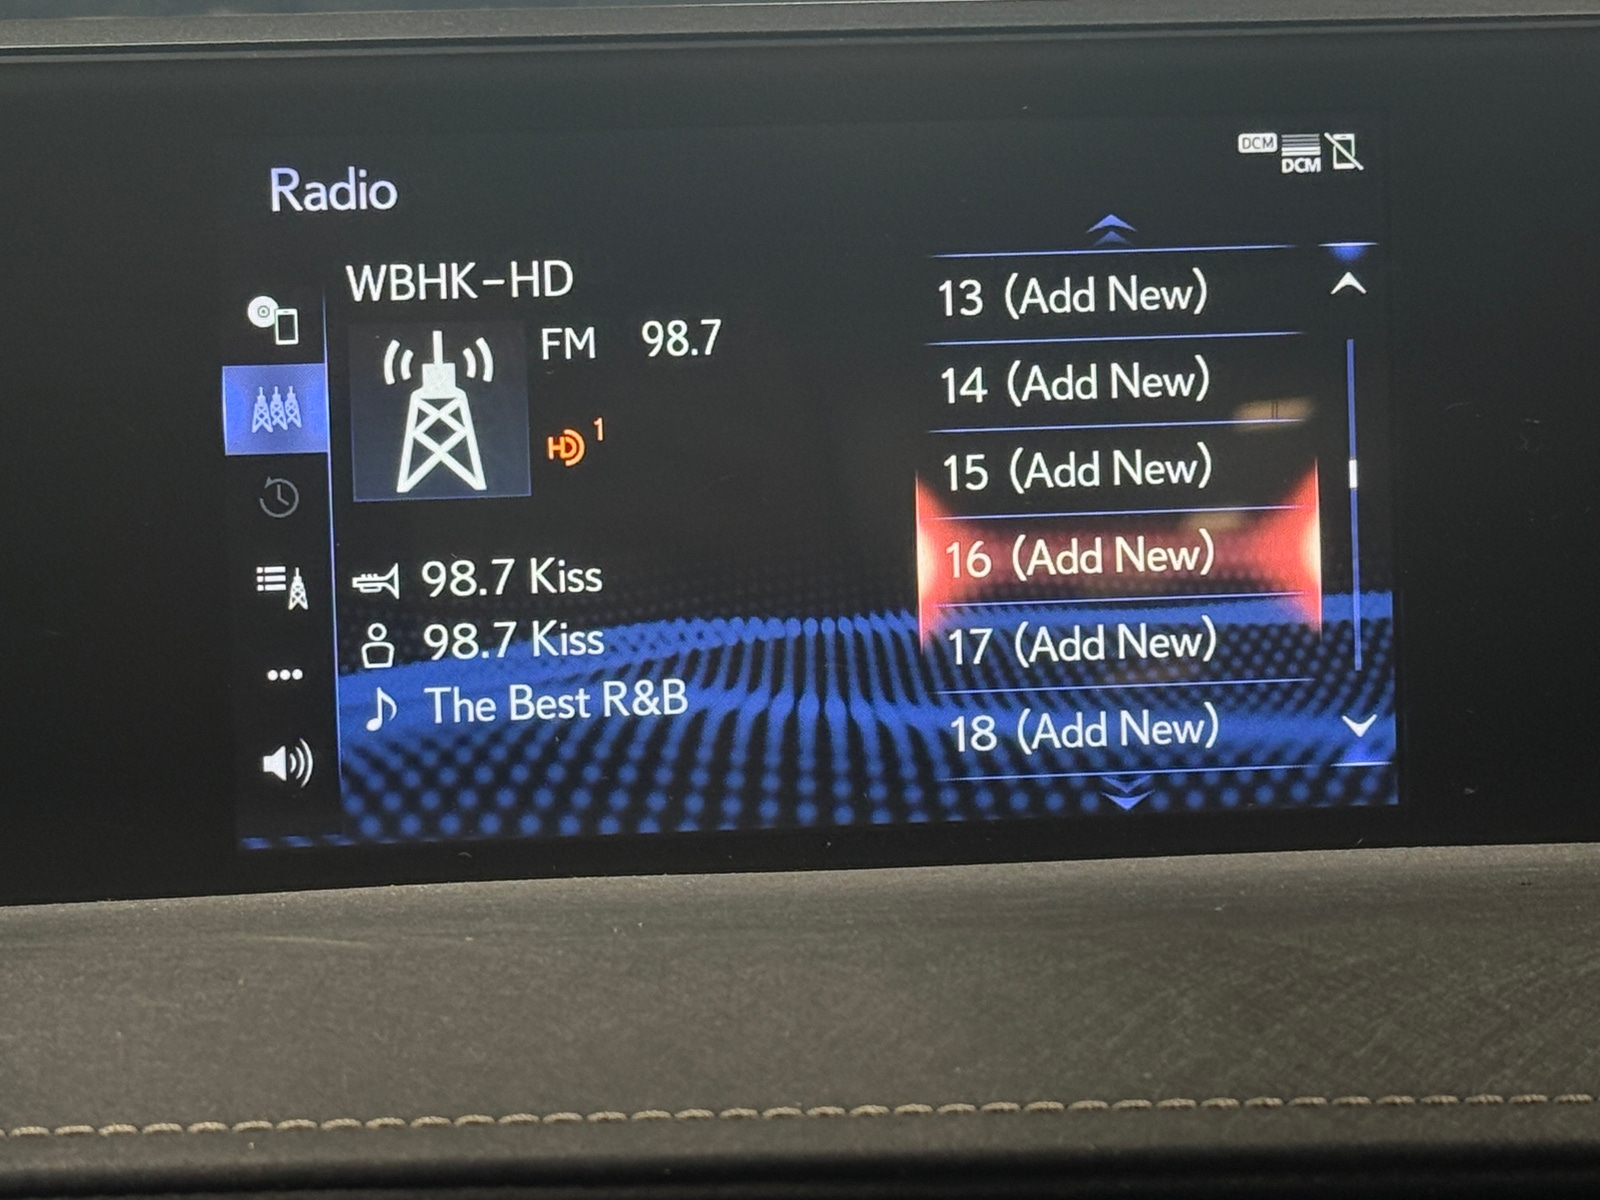 DCM
DCM
Radio
WBHK-HD
FM 98.7
HD 1
98.7 Kiss
98.7 Kiss
The Best R&B
13 (Add New)
14 (Add New)
15 (Add New)
16 (Add New)
17 (Add New)
18 (Add New)